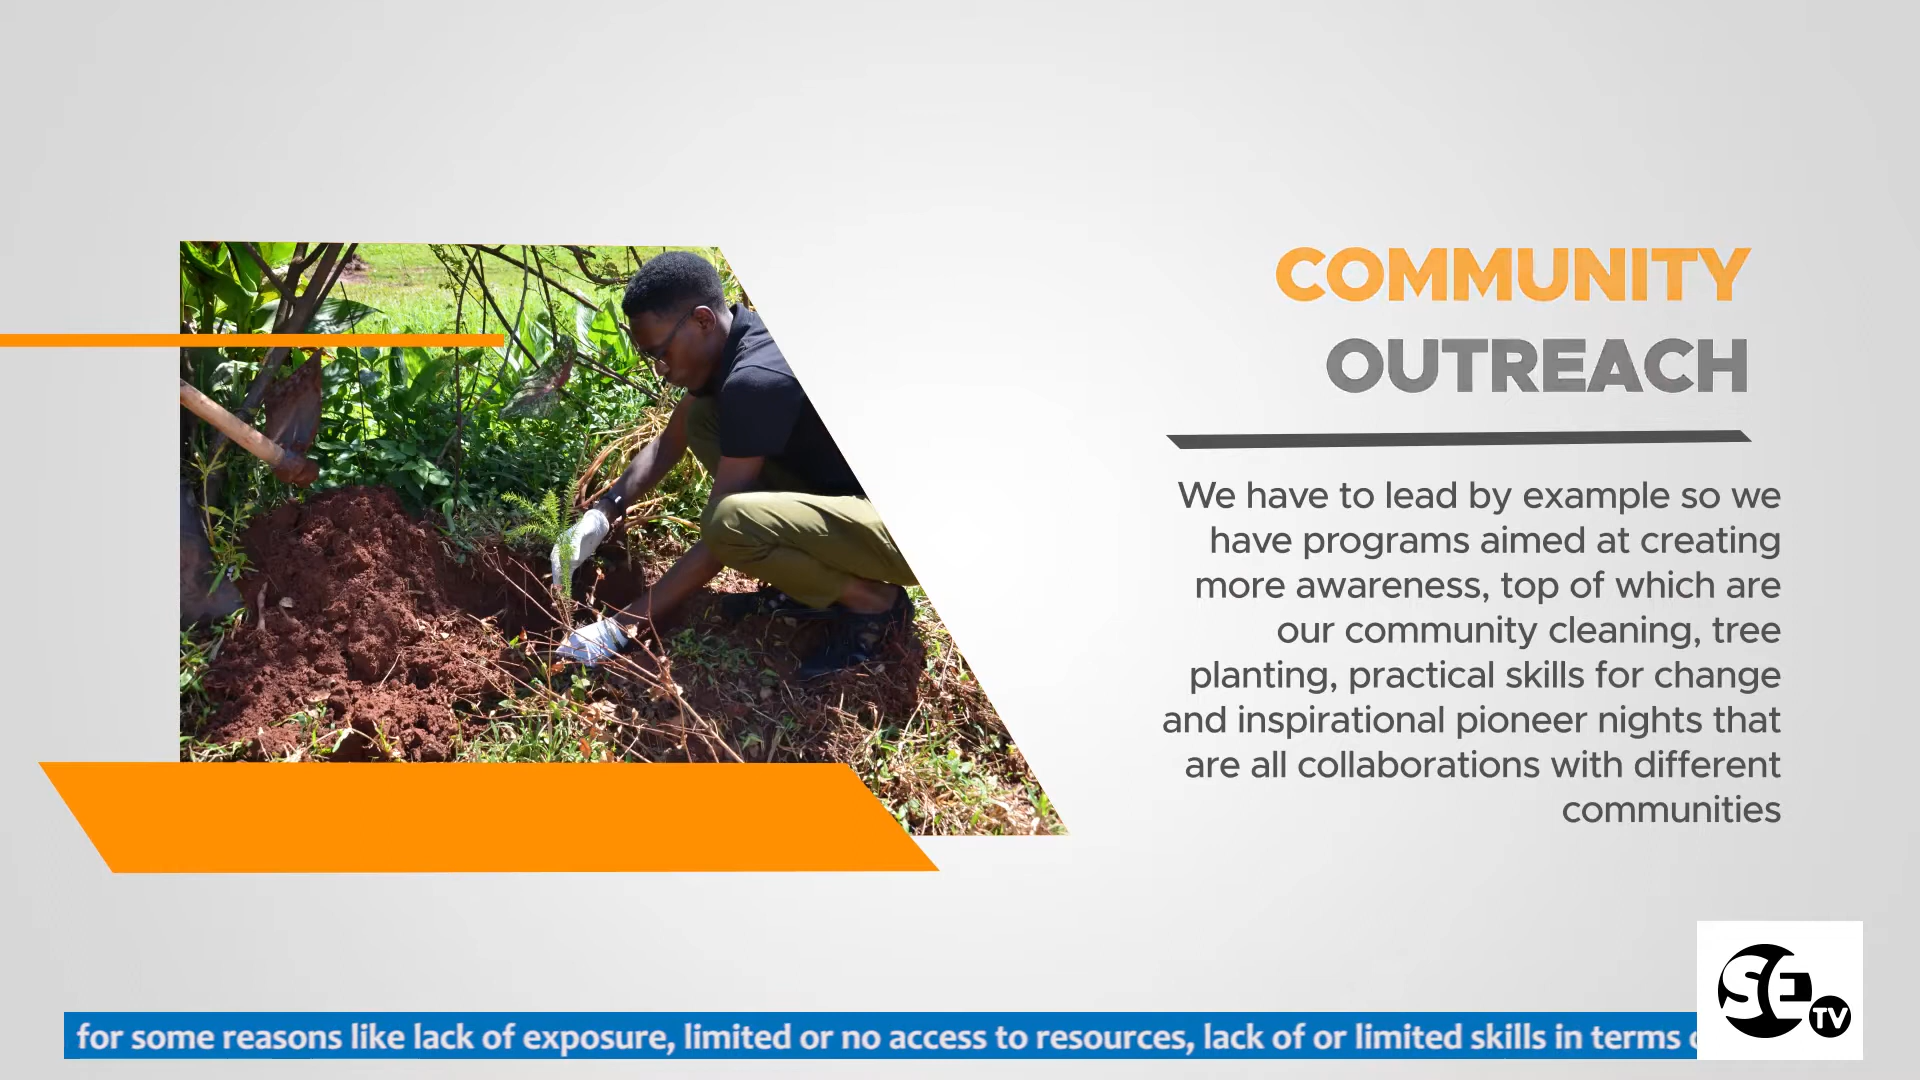 COMMUNITY
OUTREACH
We have to lead by example so we
have programs aimed at creating
more awareness, top of which are
our community cleaning, tree
planting, practical skills for change
and inspirational pioneer nights that
are all collaborations with different
communities
for some reasons like lack of exposure, limited or no access to resources, lack of or limited skills in terms
SE
TV